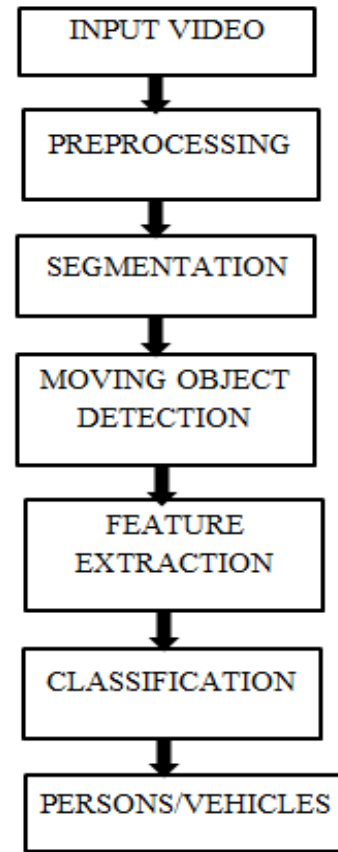 INPUT VIDEO
PREPROCESSING
SEGMENTATION
MOVING OBJECT
DETECTION
FEATURE
EXTRACTION
CLASSIFICATION
PERSONS/VEHICLES